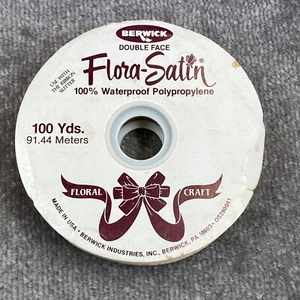 BERWICK
DOUBLE FACE
Flora-Satin®
100% Waterproof Polypropylene
USE WITH
THE RIBBON
SLITTER
100 Yds.
91.44 Meters
FLORAL CRAFT
MADE IN USA • BERWICK INDUSTRIES, INC., BERWICK, PA 18603 •